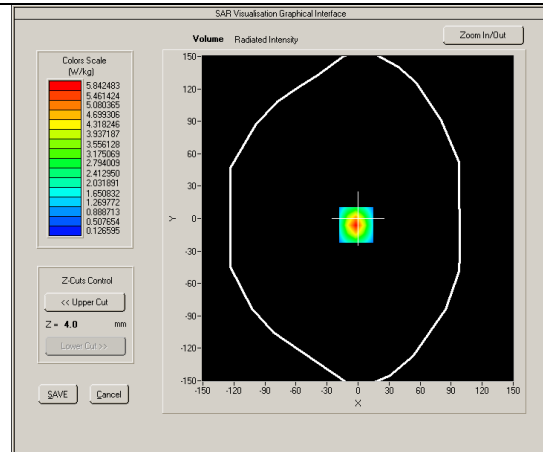 SAR Visualisation Graphical Interface
Volume Radiated Intensity
Zoom In/Out
Colors Scale
(W/kg)
5.842483
5.461424
5.080365
4.699306
4.318246
3.937187
3.556128
3.175069
2.794009
2.412950
2.031891
1.650832
1.269772
0.888713
0.507654
0.126595
Z-Cuts Control
<< Upper Cut
Z = 4.0 mm
Lower Cut >>
SAVE Cancel
150-
120-
90-
60-
30-
Y 0-
-30-
-60-
-90-
-120-
-150-
-150 -120 -90 -60 -30 0 30 60 90 120 150
X